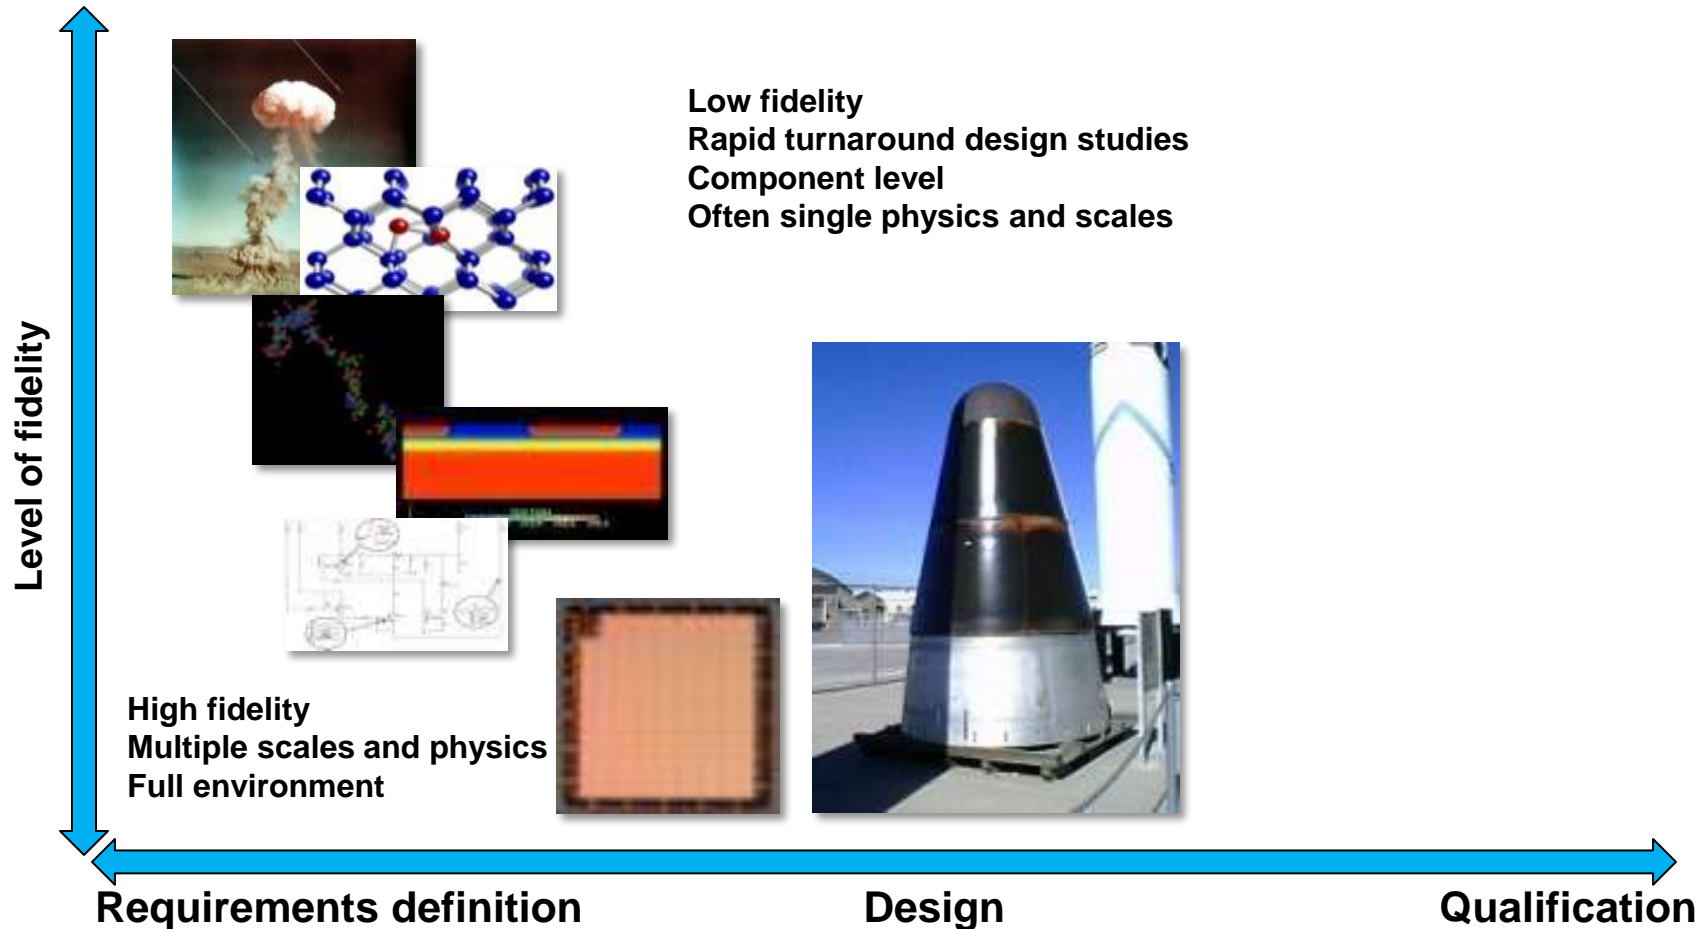 Low fidelity
Rapid turnaround design studies
Component level
Often single physics and scales
Level of fidelity
High fidelity
Multiple scales and physics
Full environment
Requirements definition
Design
Qualification